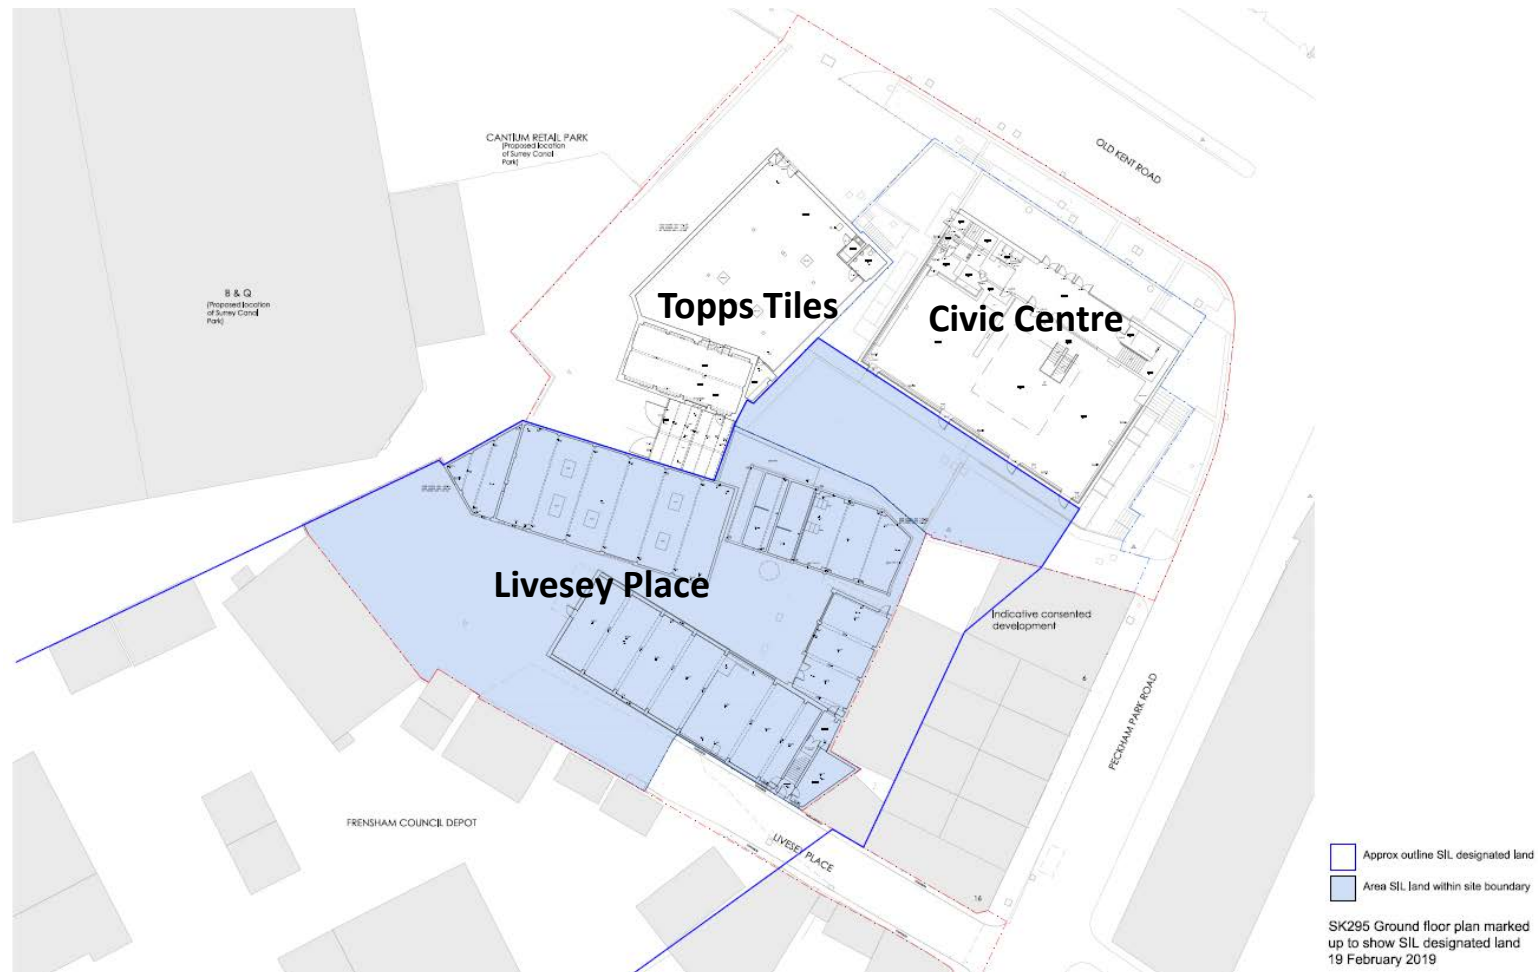 OLD KENT ROAD
CANTIUM RETAIL PARK
(Proposed location
of Surrey Canal
Park)
B & Q
(Proposed location
of Surrey Canal
Park)
Topps Tiles
Civic Centre
Livesey Place
Indicative consented
development
6
PECKHAM PARK ROAD
FRENSHAM COUNCIL DEPOT
LIVESEY PLACE
16
Approx outline SIL designated land
Area SIL land within site boundary
SK295 Ground floor plan marked
up to show SIL designated land
19 February 2019